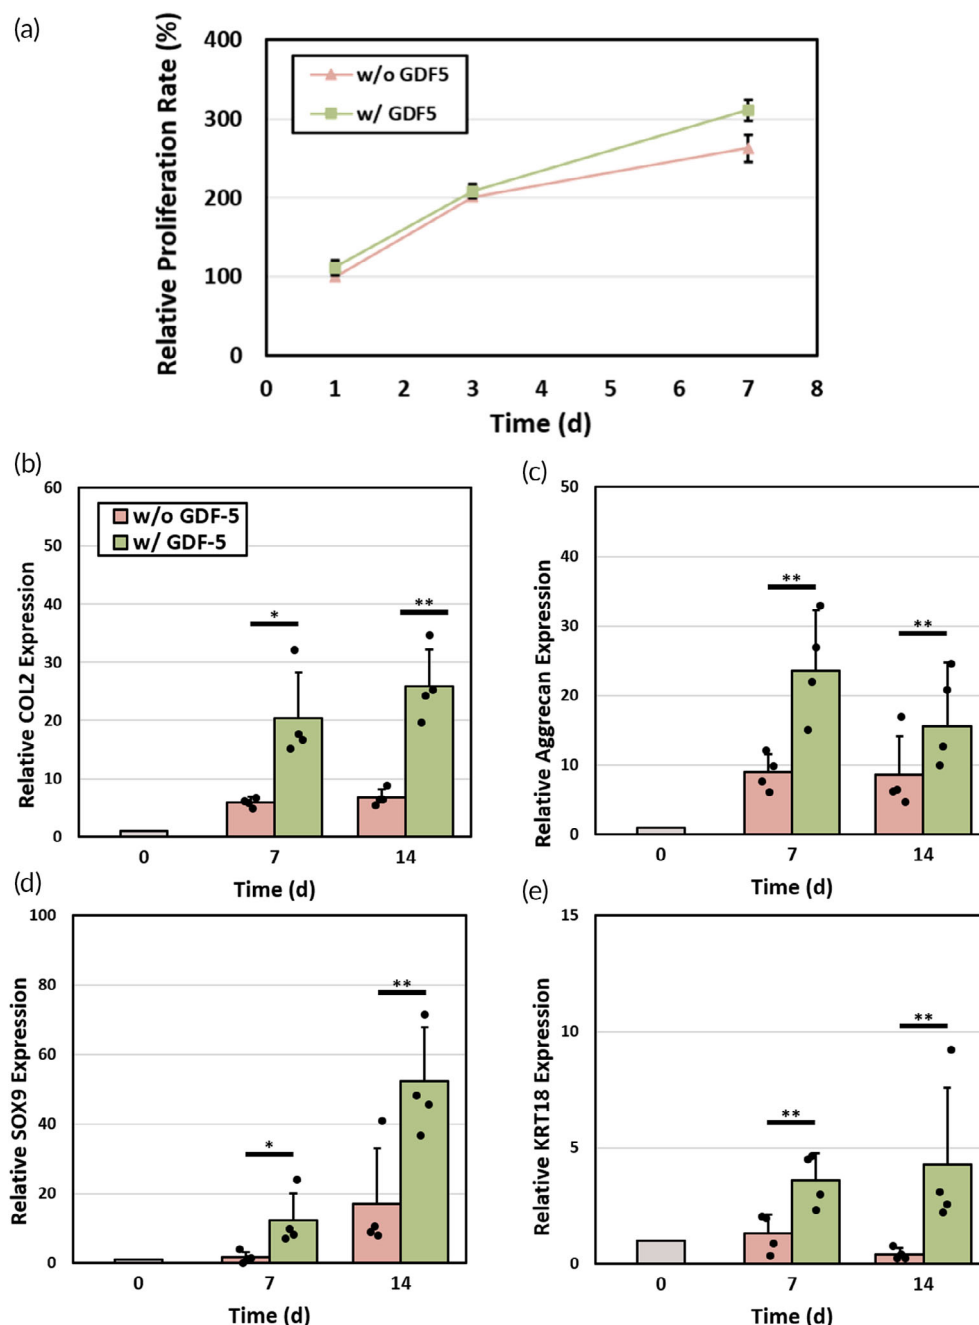 (a)
Relative Proliferation Rate (%)
400
300
200
100
0
w/o GDF5
w/ GDF5
0 1 2 3 4 5 6 7 8
Time (d)
(b)
Relative COL2 Expression
60
50
40
30
20
10
0
w/o GDF-5
w/ GDF-5
*
**
0 7 14
Time (d)
(c)
Relative Aggrecan Expression
50
40
30
20
10
0
**
**
0 7 14
Time (d)
(d)
Relative SOX9 Expression
100
80
60
40
20
0
*
**
0 7 14
Time (d)
(e)
Relative KRT18 Expression
15
10
5
0
**
**
0 7 14
Time (d)